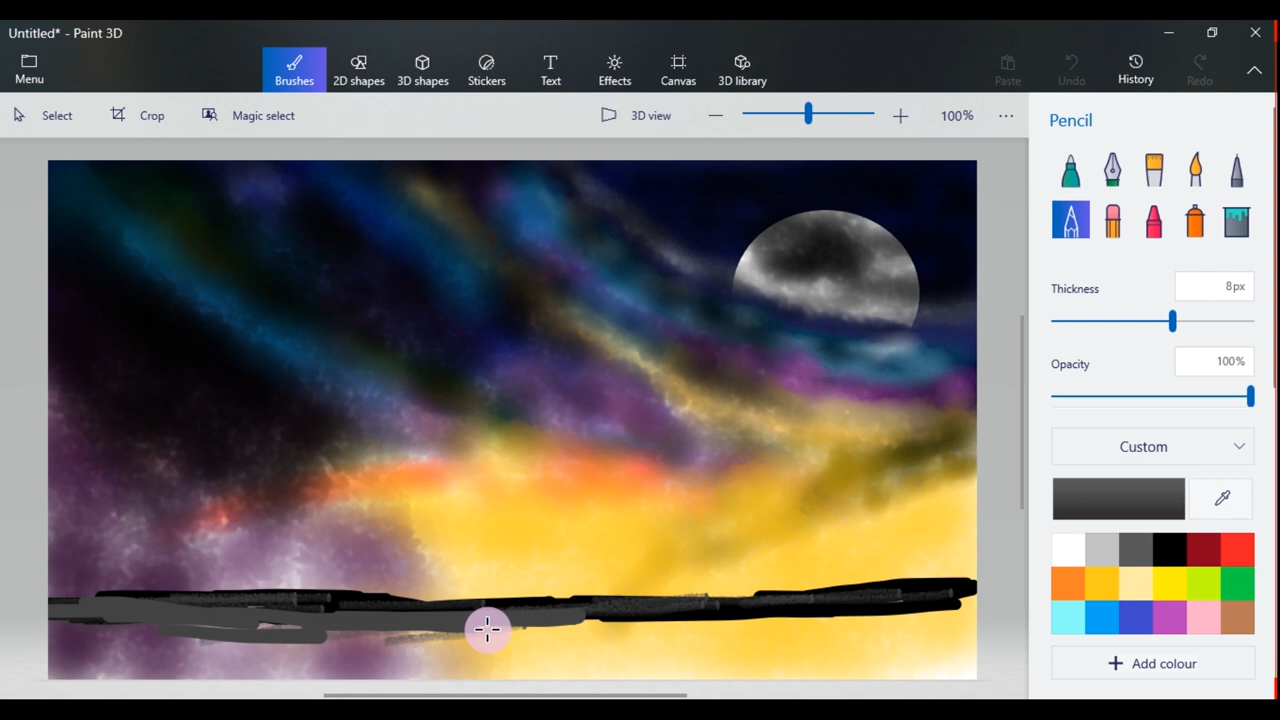 Untitled* - Paint 3D
Menu
Brushes
2D shapes
3D shapes
Stickers
Text
Effects
Canvas
3D library
Paste
Undo
History
Redo
Select
Crop
Magic select
3D view
100%
Pencil
Thickness
8px
Opacity
100%
Custom
Add colour